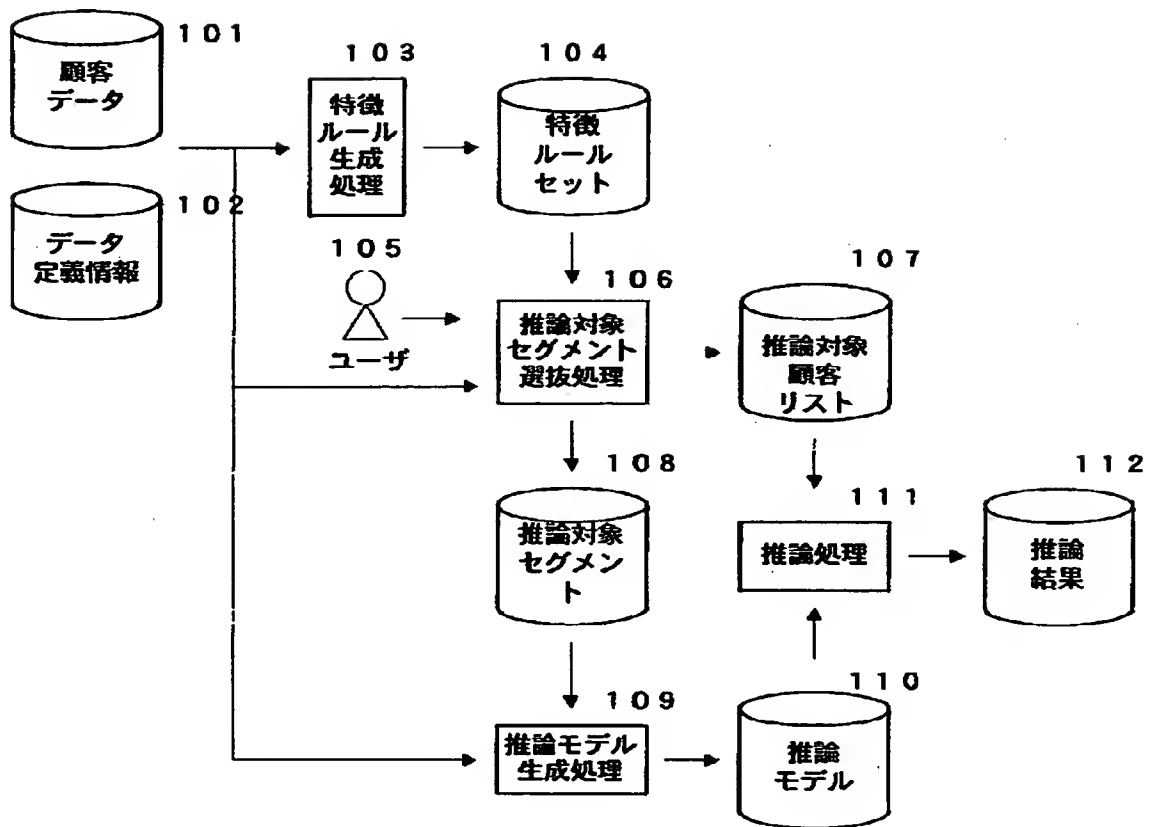 101
顧客
データ
102
データ
定義情報
103
特徴
ルール
生成
処理
104
特徴
ルール
セット
105
ユーザ
106
推論対象
セグメント
選抜処理
107
推論対象
顧客
リスト
108
推論対象
セグメン
ト
109
推論モデル
生成処理
110
推論
モデル
111
推論処理
112
推論
結果